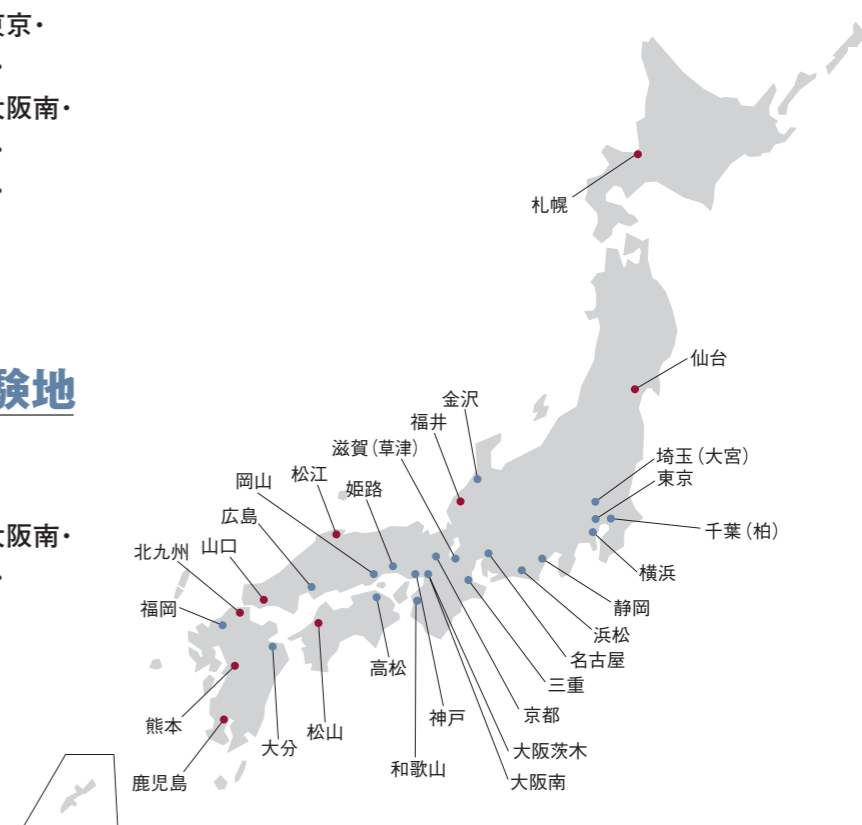 東京・
・
大阪南・
・
・
験地
大阪南・
・
札幌
仙台
金沢
福井
滋賀（草津）
埼玉（大宮）
東京
千葉（柏）
岡山
松江
姫路
広島
北九州
山口
福岡
横浜
静岡
浜松
名古屋
三重
京都
高松
神戸
大阪茨木
大阪南
和歌山
熊本
大分
松山
鹿児島